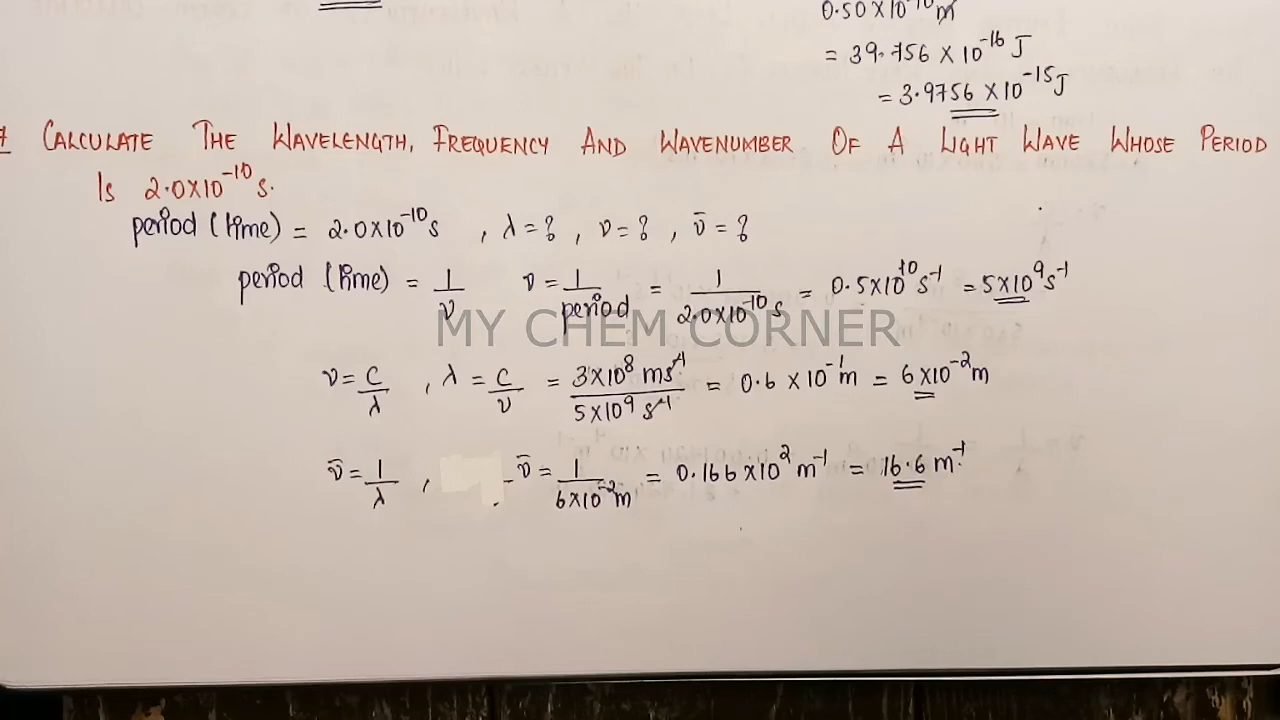 0.50×10⁻¹⁰m
= 39.756 × 10⁻¹⁶ J
= 3.9756 × 10⁻¹⁵J
7 CALCULATE THE WAVELENGTH, FREQUENCY AND WAVENUMBER OF A LIGHT WAVE WHOSE PERIOD
IS 2.0×10⁻¹⁰ s.
period (time) = 2.0×10⁻¹⁰s , λ=? , ν=? , ν̄=?
period (time) = 1/ν ν = 1/period = 1/2.0×10⁻¹⁰s = 0.5×10¹⁰s⁻¹ = 5×10⁹s⁻¹
MY CHEM CORNER
ν=c/λ , λ = c/ν = 3×10⁸ ms⁻¹/5×10⁹ s⁻¹ = 0.6 × 10⁻¹m = 6×10⁻²m
ν̄=1/λ , ν̄=1/6×10⁻²m = 0.166×10² m⁻¹ = 16.6 m⁻¹